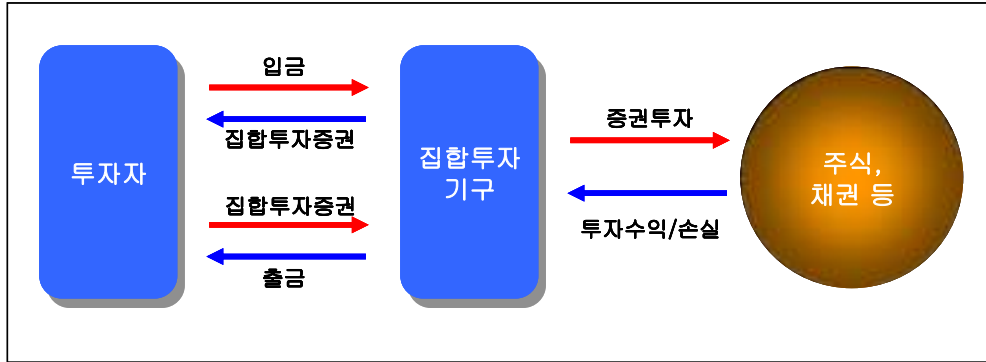 투자자
입금
집합투자증권
집합투자증권
출금
집합투자
기구
증권투자
투자수익/손실
주식,
채권 등